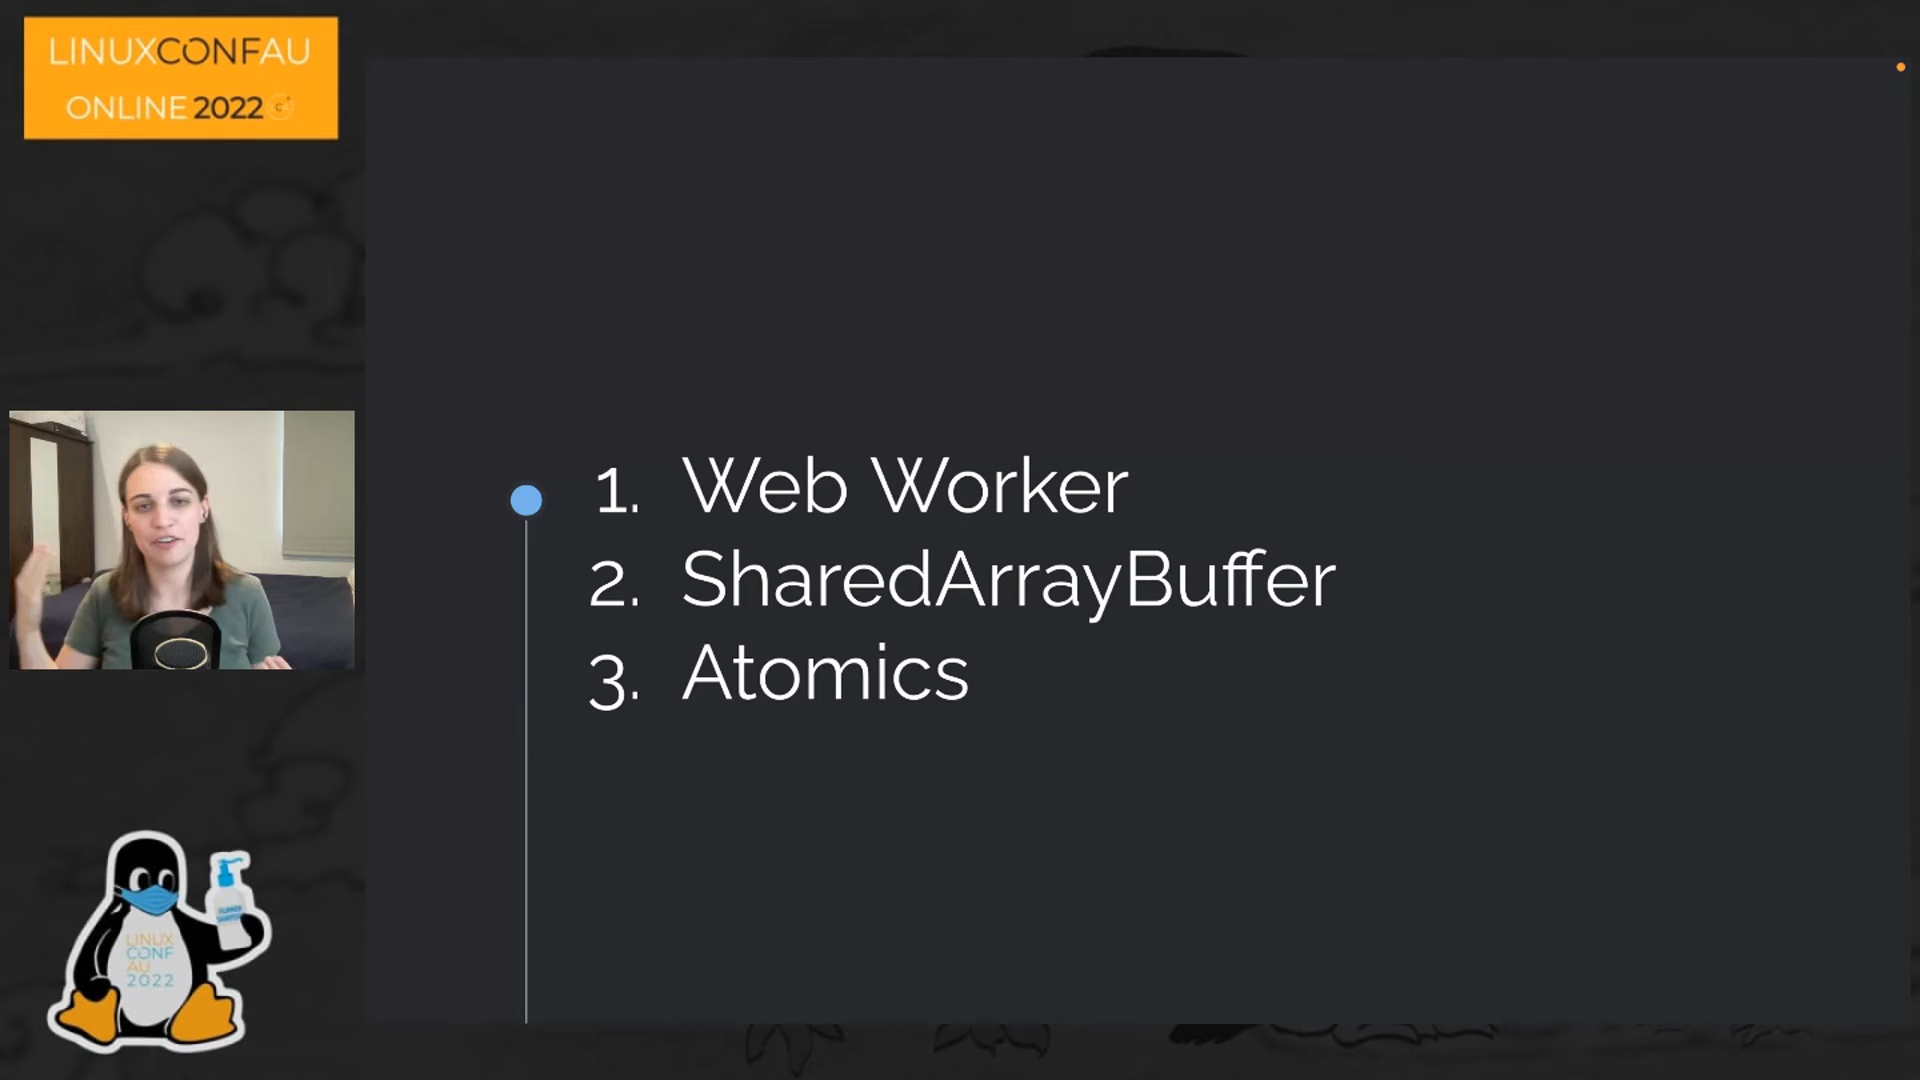 LINUXCONFAU
ONLINE 2022
1. Web Worker
2. SharedArrayBuffer
3. Atomics
LINUX
CONF
AU
2022